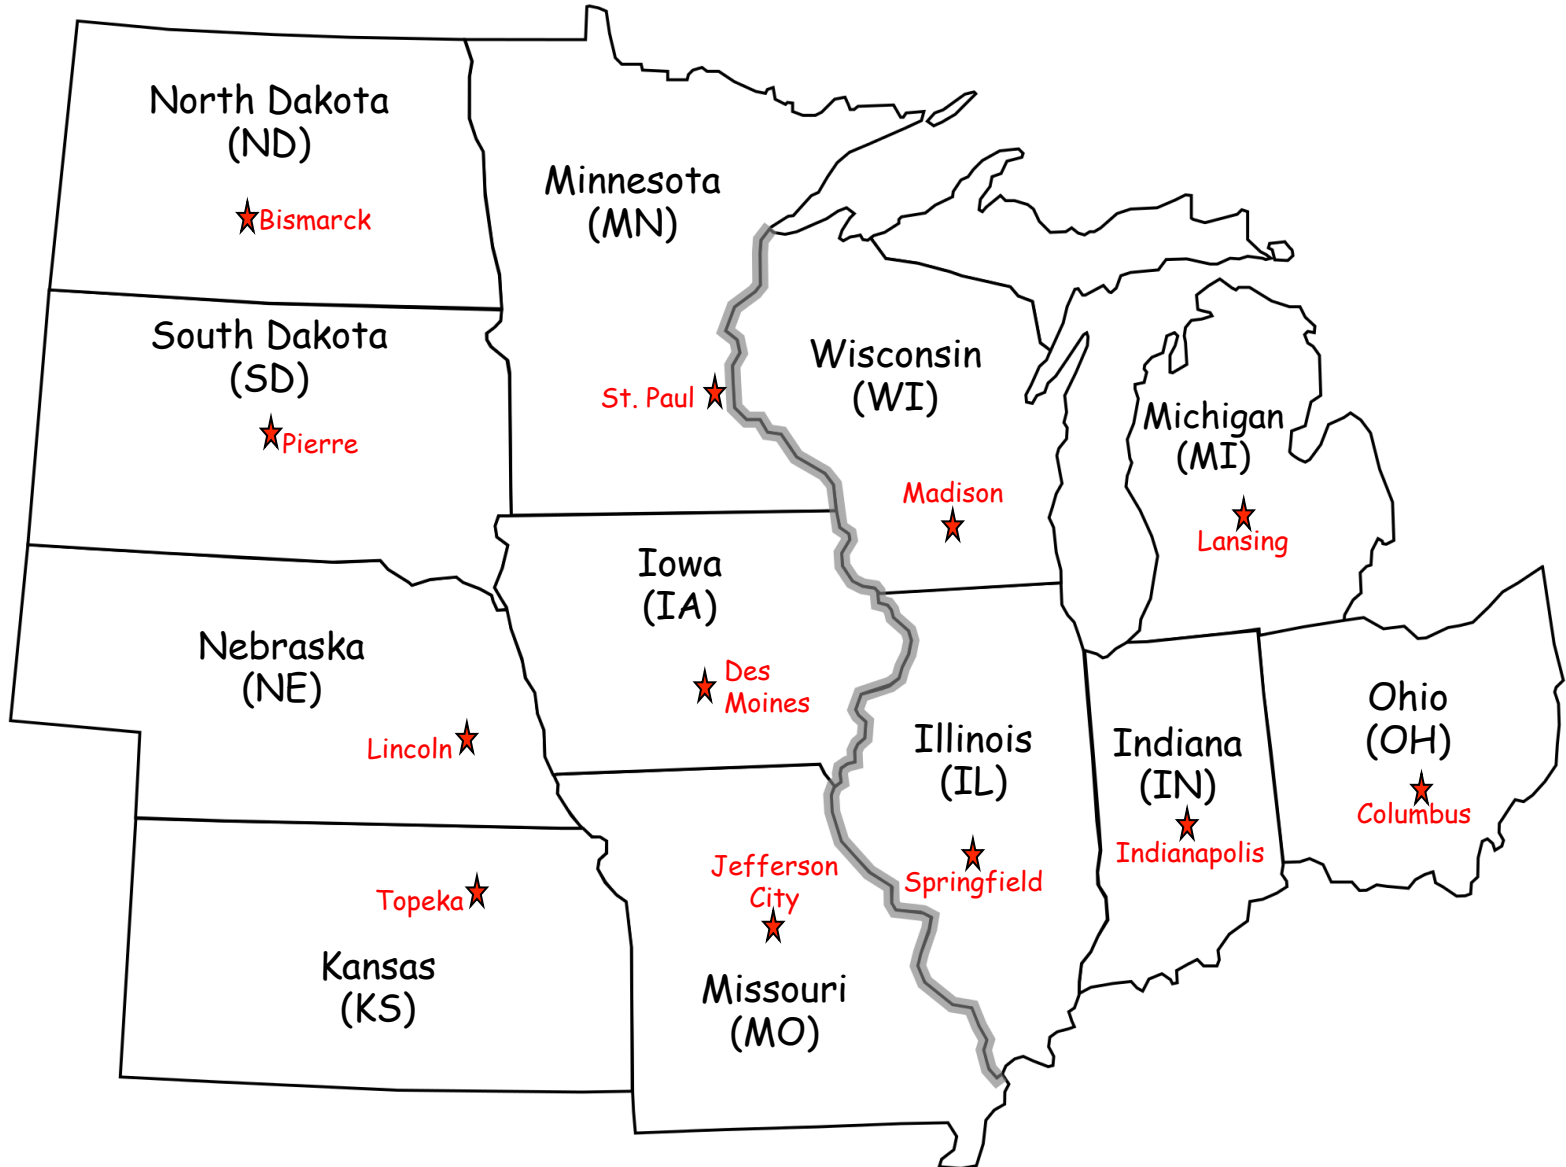 North Dakota
(ND)
Bismarck
Minnesota
(MN)
South Dakota
(SD)
Pierre
St. Paul
Wisconsin
(WI)
Madison
Michigan
(MI)
Lansing
Iowa
(IA)
Des
Moines
Nebraska
(NE)
Lincoln
Illinois
(IL)
Springfield
Indiana
(IN)
Indianapolis
Ohio
(OH)
Columbus
Topeka
Kansas
(KS)
Jefferson
City
Missouri
(MO)